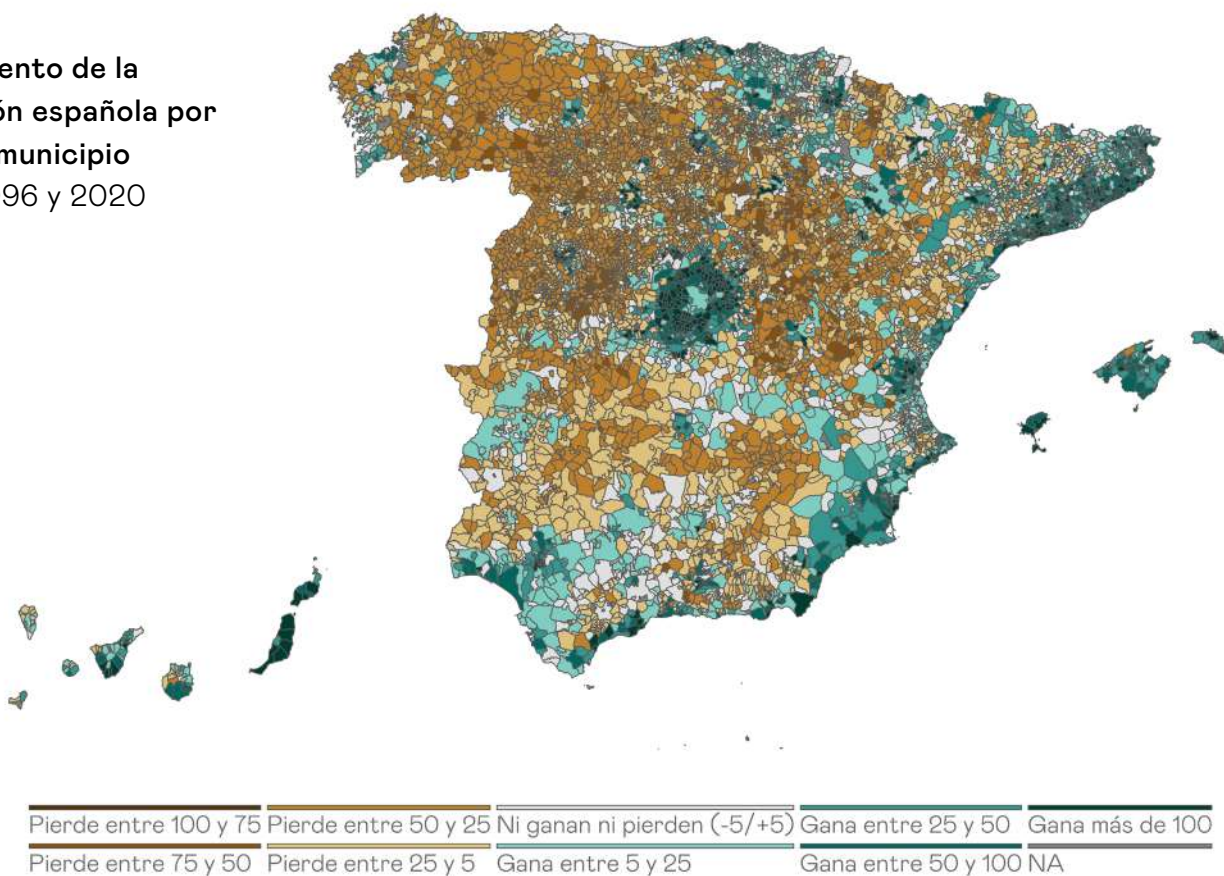 ento de la
ón española por
municipio
96 y 2020
Pierde entre 100 y 75 Pierde entre 50 y 25 Ni ganan ni pierden (-5/+5) Gana entre 25 y 50 Gana más de 100
Pierde entre 75 y 50 Pierde entre 25 y 5 Gana entre 5 y 25 Gana entre 50 y 100 NA